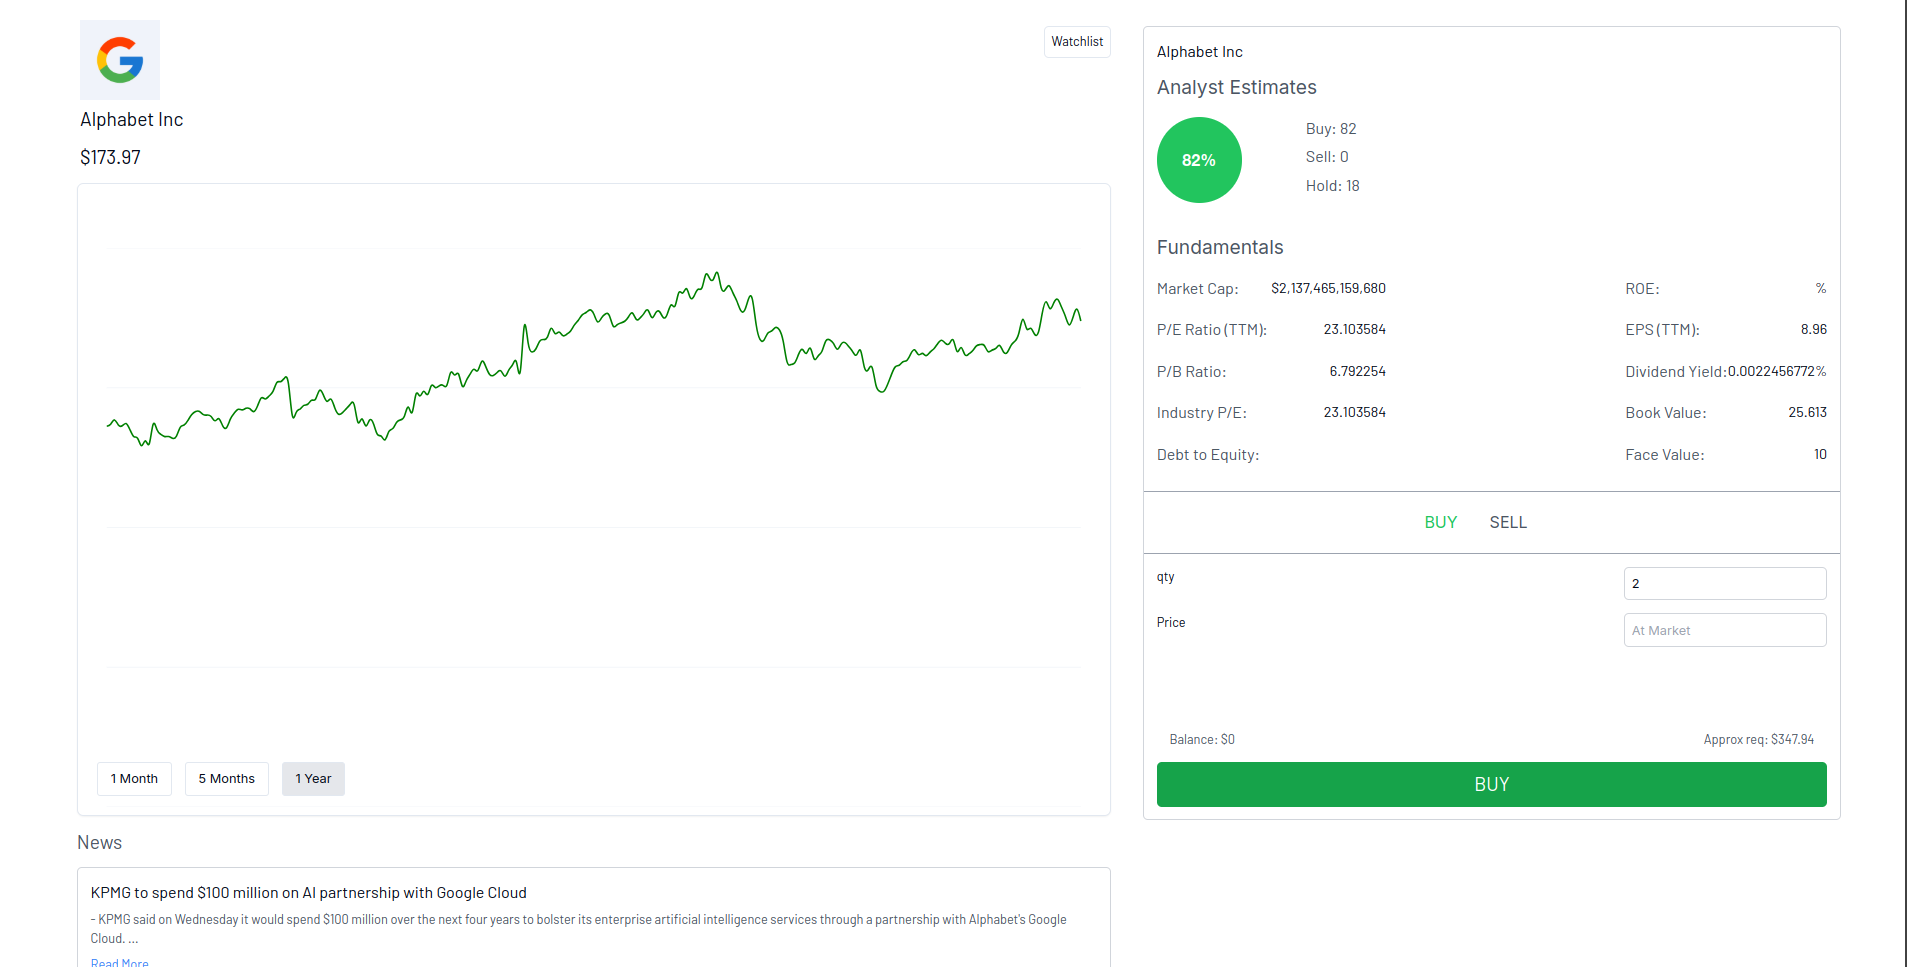 Watchlist
Alphabet Inc
$173.97
1 Month
5 Months
1 Year
News
KPMG to spend $100 million on AI partnership with Google Cloud
- KPMG said on Wednesday it would spend $100 million over the next four years to bolster its enterprise artificial intelligence services through a partnership with Alphabet's Google
Cloud. ...
Read More
Alphabet Inc
Analyst Estimates
82%
Buy: 82
Sell: 0
Hold: 18
Fundamentals
Market Cap: $2,137,465,159,680 ROE: %
P/E Ratio (TTM): 23.103584 EPS (TTM): 8.96
P/B Ratio: 6.792254 Dividend Yield: 0.0022456772%
Industry P/E: 23.103584 Book Value: 25.613
Debt to Equity: Face Value: 10
BUY SELL
qty 2
Price At Market
Balance: $0 Approx req: $347.94
BUY